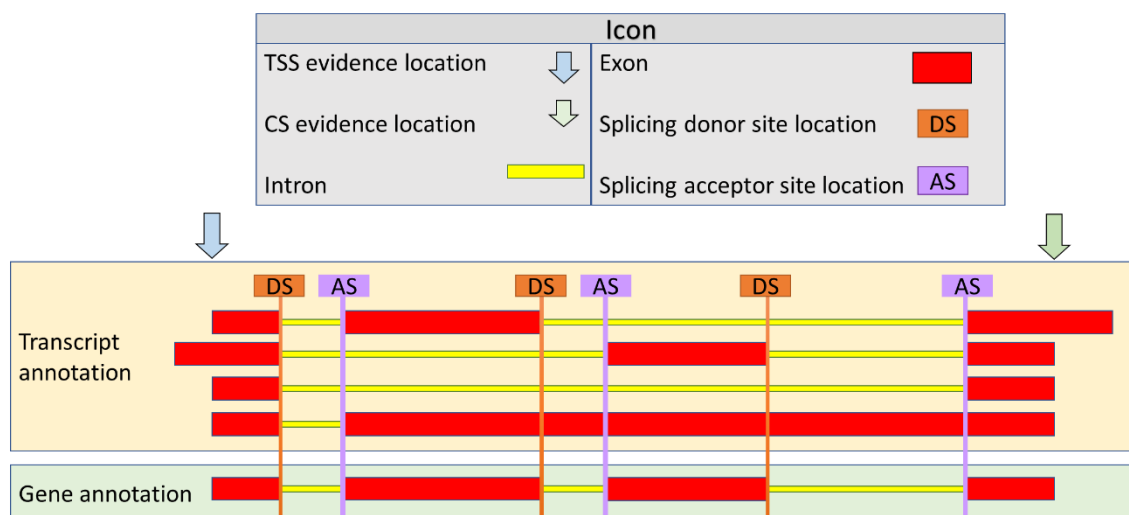 Icon
TSS evidence location
Exon
CS evidence location
Splicing donor site location
DS
Intron
Splicing acceptor site location
AS
DS
AS
DS
AS
DS
AS
Transcript
annotation
Gene annotation